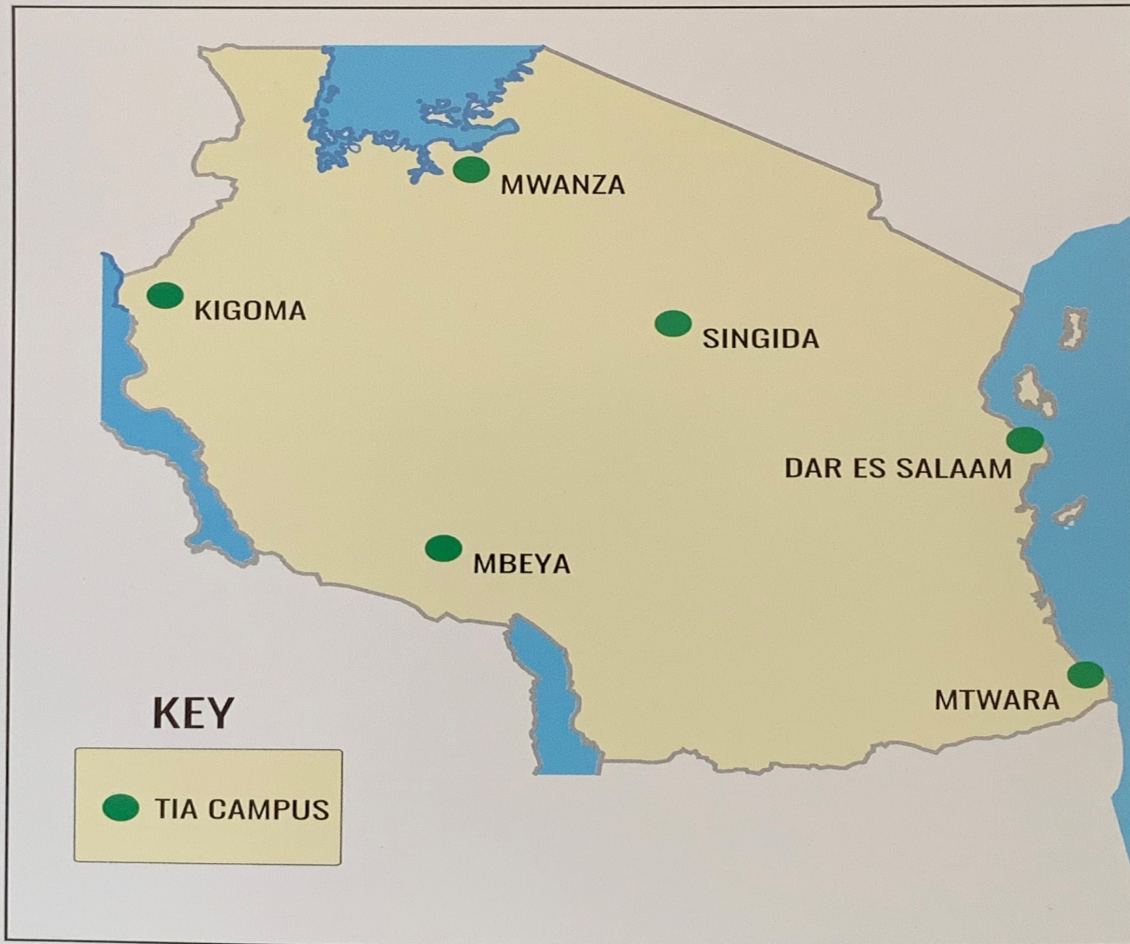 MWANZA
KIGOMA
SINGIDA
DAR ES SALAAM
MBEYA
MTWARA
KEY
TIA CAMPUS